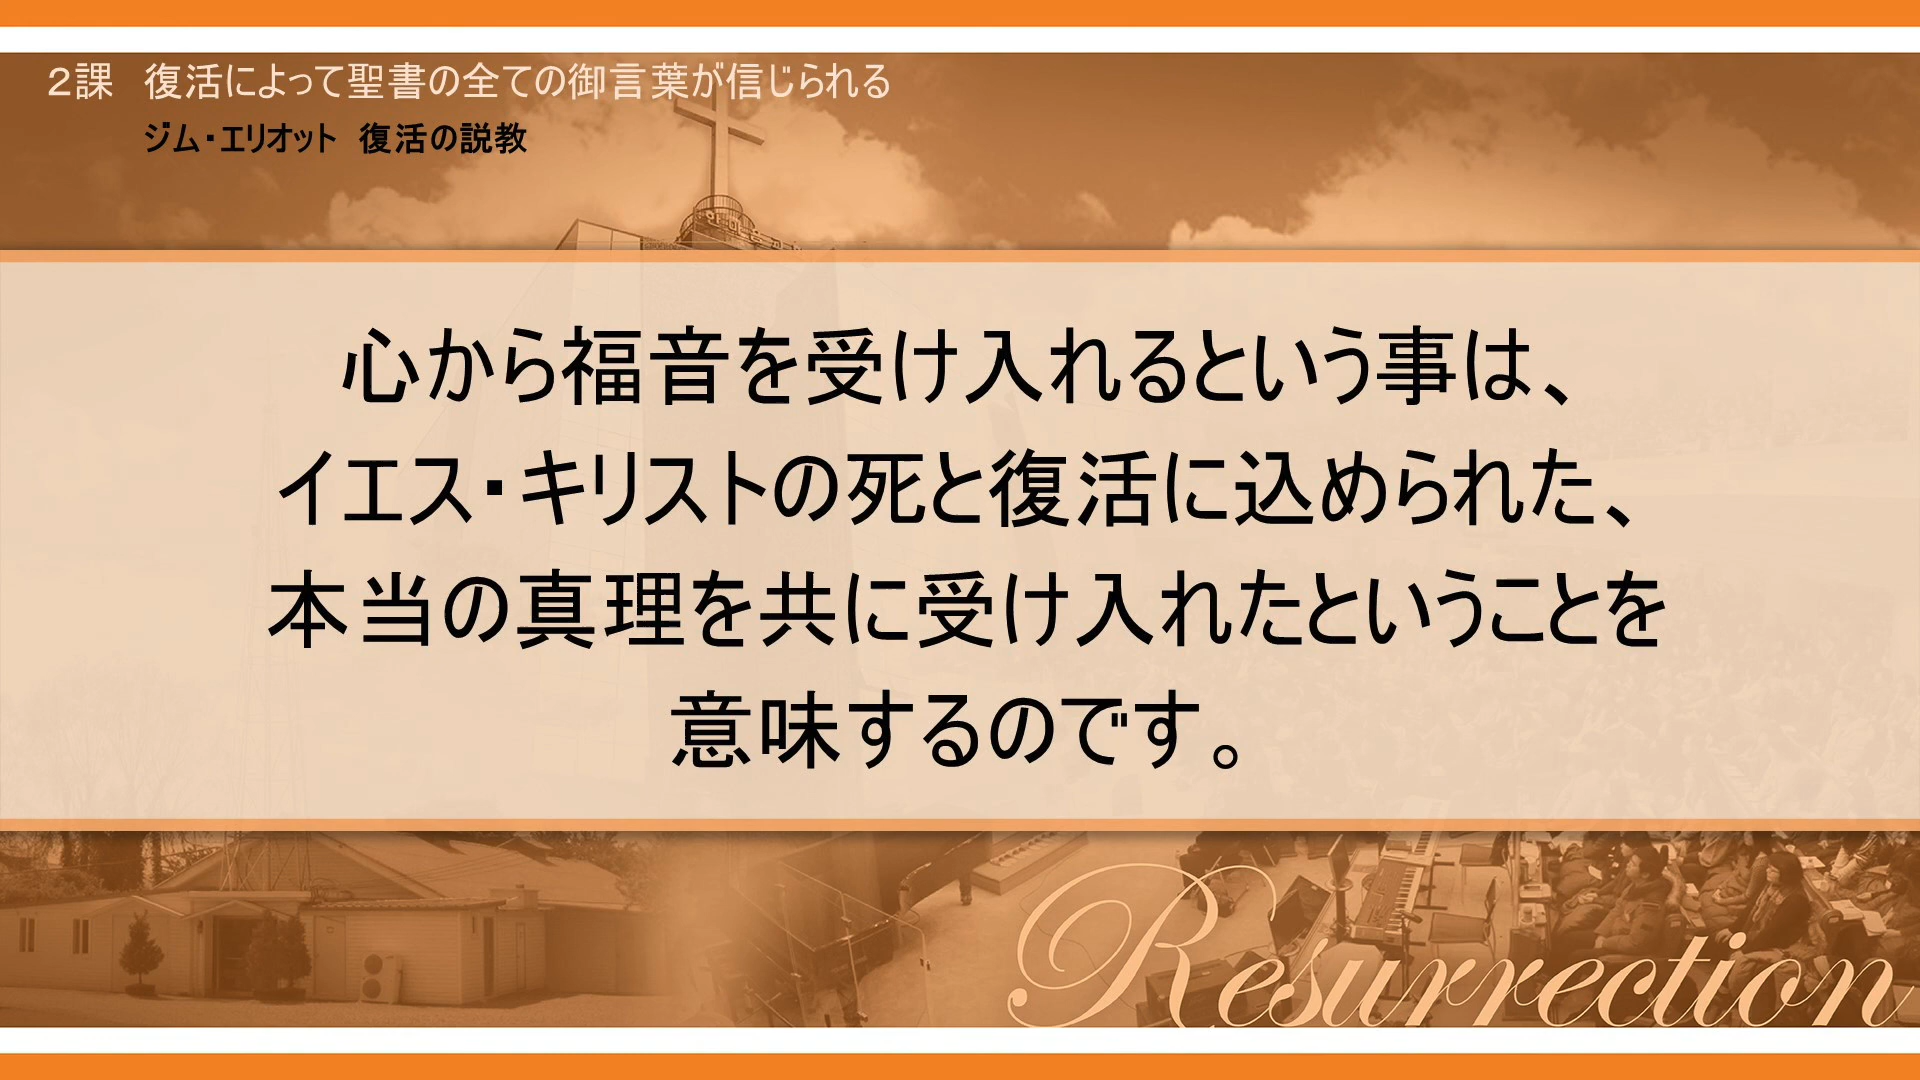 ２課　復活によって聖書の全ての御言葉が信じられる
ジム・エリオット　復活の説教
心から福音を受け入れるという事は、
イエス・キリストの死と復活に込められた、
本当の真理を共に受け入れたということを
意味するのです。
Resurrection